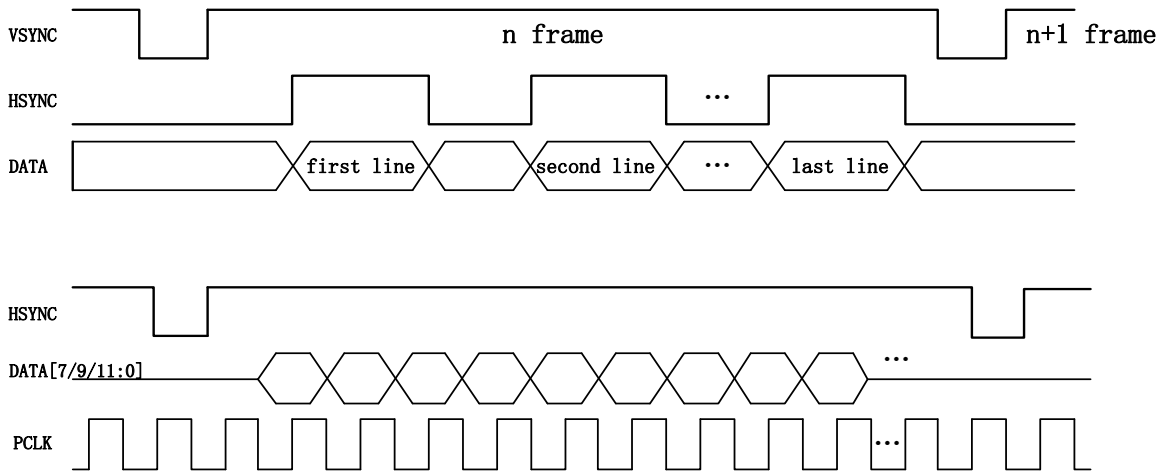 VSYNC
n frame
n+1 frame
HSYNC
...
DATA
first line
second line
...
last line
HSYNC
DATA[7/9/11:0]
...
PCLK
...